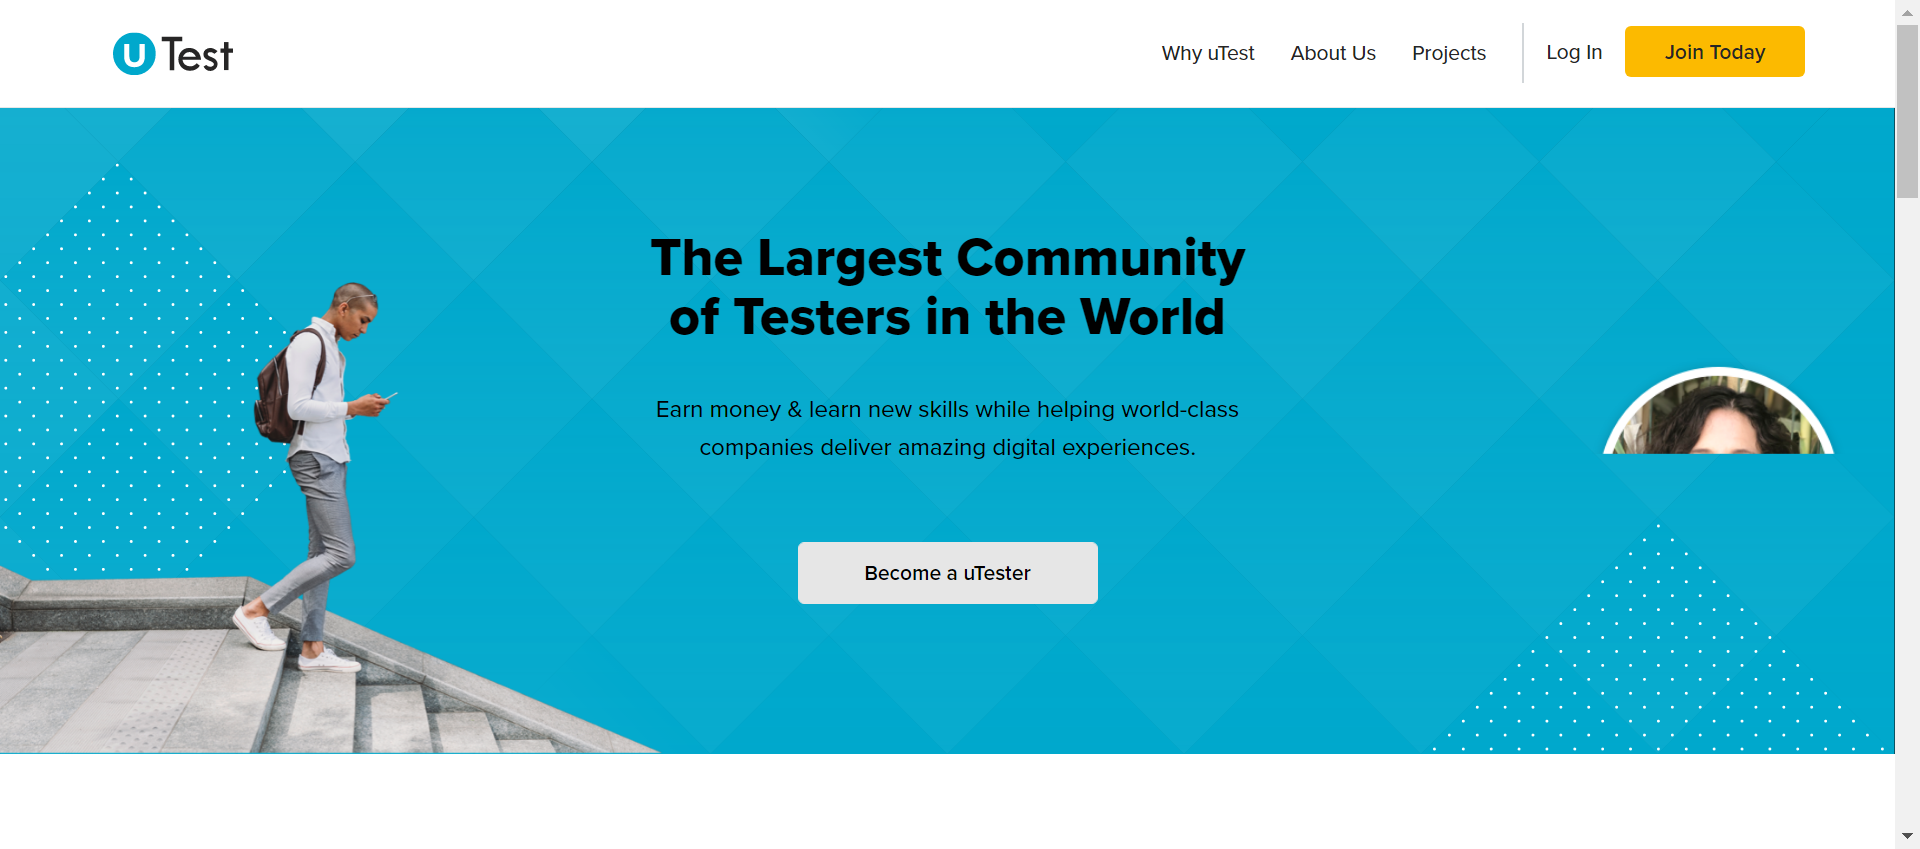 U Test
Why uTest
About Us
Projects
Log In
Join Today
The Largest Community
of Testers in the World
Earn money & learn new skills while helping world-class
companies deliver amazing digital experiences.
Become a uTester